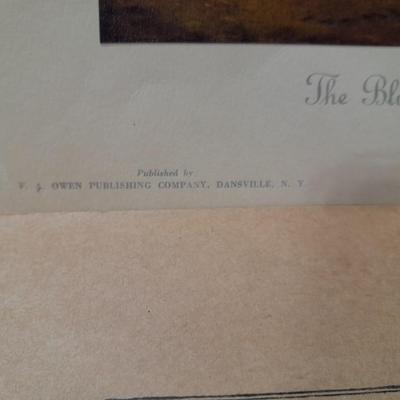 The Bl
Published by
F. A. OWEN PUBLISHING COMPANY, DANSVILLE, N. Y.